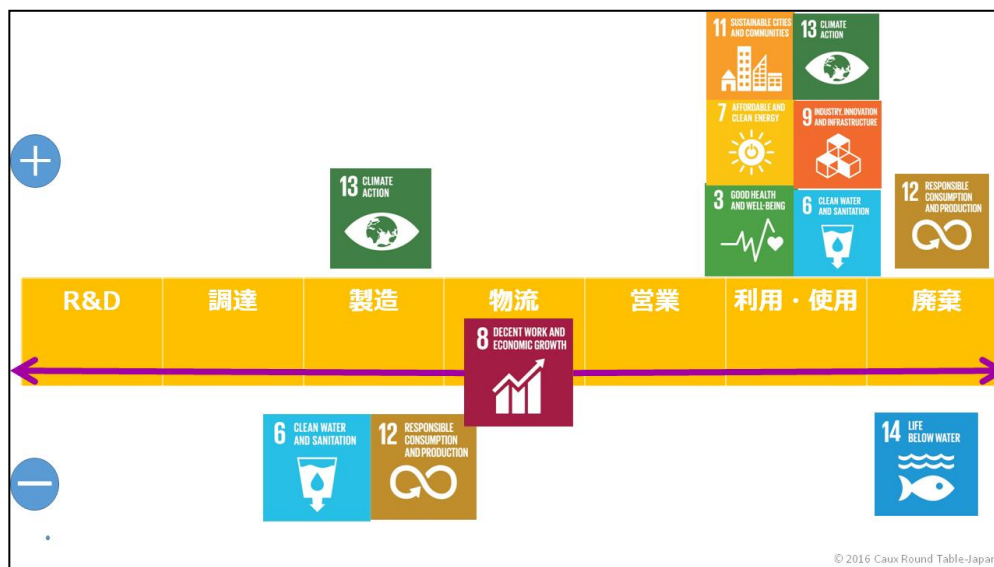 11 SUSTAINABLE CITIES
AND COMMUNITIES
13 CLIMATE
ACTION
7 AFFORDABLE AND
CLEAN ENERGY
9 INDUSTRY, INNOVATION
AND INFRASTRUCTURE
+
13 CLIMATE
ACTION
3 GOOD HEALTH
AND WELL-BEING
6 CLEAN WATER
AND SANITATION
12 RESPONSIBLE
CONSUMPTION
AND PRODUCTION
R&D
調達
製造
物流
営業
利用・使用
廃棄
8 DECENT WORK AND
ECONOMIC GROWTH
6 CLEAN WATER
AND SANITATION
12 RESPONSIBLE
CONSUMPTION
AND PRODUCTION
14 LIFE
BELOW WATER
−
© 2016 Caux Round Table-Japan